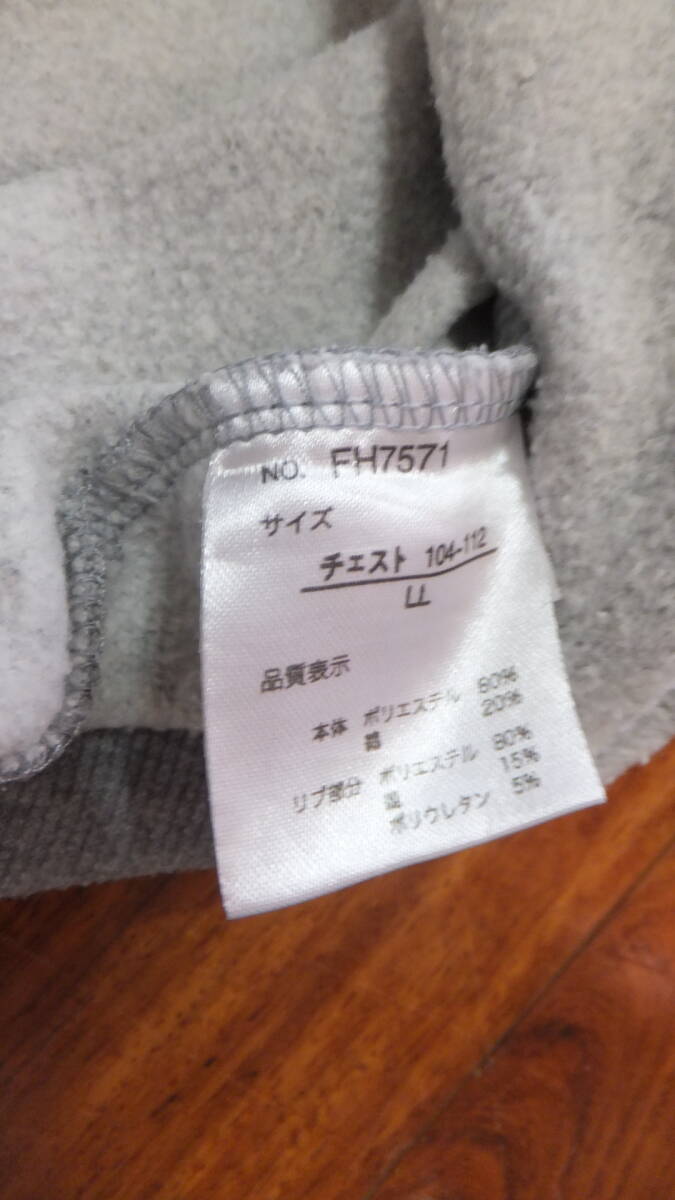 NO. FH7571
サイズ
チェスト 104-112
LL
品質表示
本体 ポリエステル 80%
綿 20%
リブ部分 ポリエステル 80%
綿 15%
ポリウレタン 5%